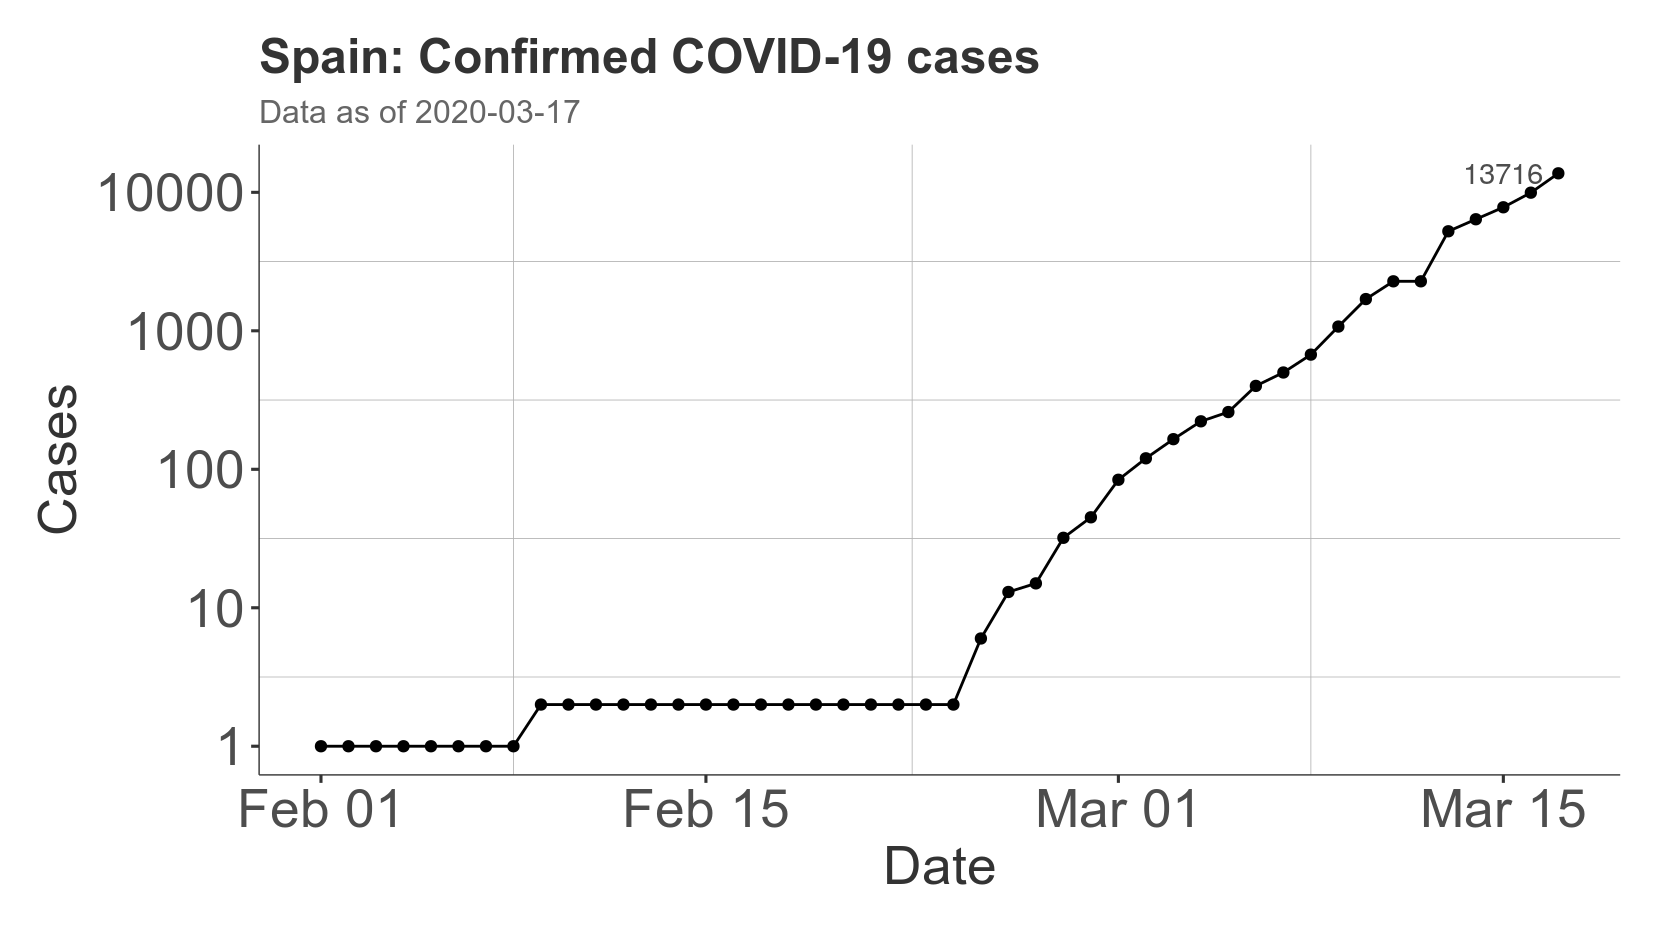 Spain: Confirmed COVID-19 cases
Data as of 2020-03-17
13716
10000
1000
100
10
1
Cases
Feb 01 Feb 15 Mar 01 Mar 15
Date